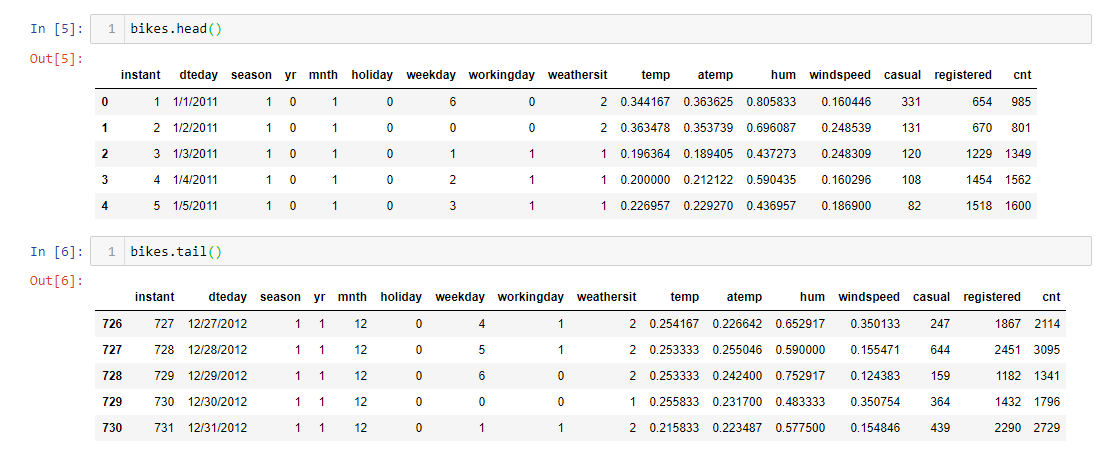 In [5]: 1 bikes.head()
Out[5]:
instant dteday season yr mnth holiday weekday workingday weathersit temp atemp hum windspeed casual registered cnt
0 1 1/1/2011 1 0 1 0 6 0 2 0.344167 0.363625 0.805833 0.160446 331 654 985
1 2 1/2/2011 1 0 1 0 0 0 2 0.363478 0.353739 0.696087 0.248539 131 670 801
2 3 1/3/2011 1 0 1 0 1 1 1 0.196364 0.189405 0.437273 0.248309 120 1229 1349
3 4 1/4/2011 1 0 1 0 2 1 1 0.200000 0.212122 0.590435 0.160296 108 1454 1562
4 5 1/5/2011 1 0 1 0 3 1 1 0.226957 0.229270 0.436957 0.186900 82 1518 1600
In [6]: 1 bikes.tail()
Out[6]:
instant dteday season yr mnth holiday weekday workingday weathersit temp atemp hum windspeed casual registered cnt
726 727 12/27/2012 1 1 12 0 4 1 2 0.254167 0.226642 0.652917 0.350133 247 1867 2114
727 728 12/28/2012 1 1 12 0 5 1 2 0.253333 0.255046 0.590000 0.155471 644 2451 3095
728 729 12/29/2012 1 1 12 0 6 0 2 0.253333 0.242400 0.752917 0.124383 159 1182 1341
729 730 12/30/2012 1 1 12 0 0 0 1 0.255833 0.231700 0.483333 0.350754 364 1432 1796
730 731 12/31/2012 1 1 12 0 1 1 2 0.215833 0.223487 0.577500 0.154846 439 2290 2729